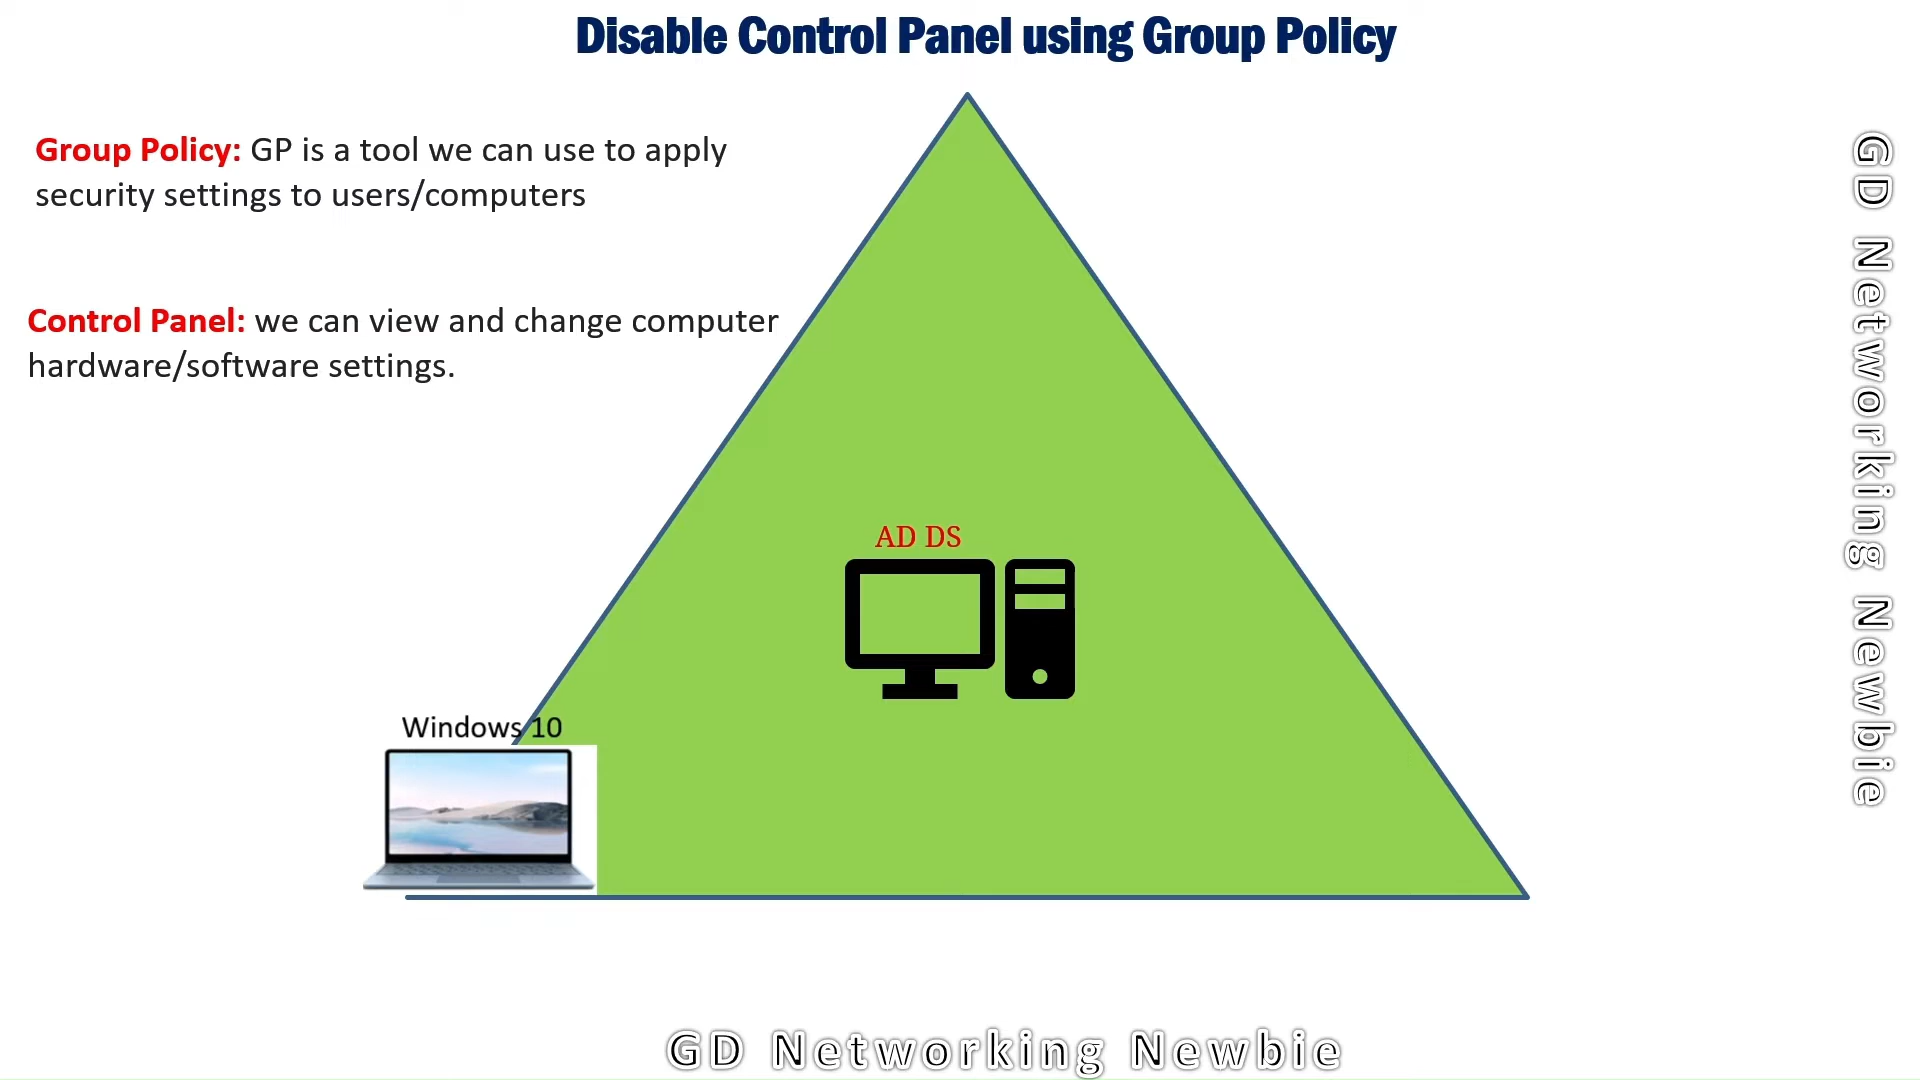 Disable Control Panel using Group Policy
Group Policy: GP is a tool we can use to apply
security settings to users/computers
Control Panel: we can view and change computer
hardware/software settings.
AD DS
Windows 10
GD Networking Newbie
GD Networking Newbie